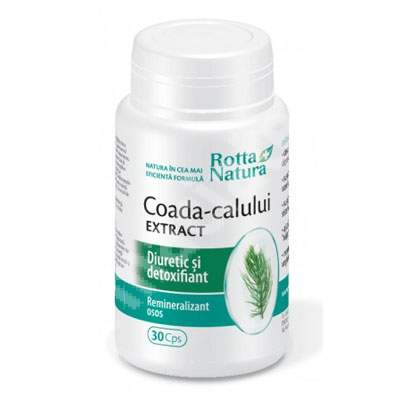 NATURA ÎN CEA MAI
EFICIENTĂ FORMULĂ
Rotta
Natura
Coada-calului
EXTRACT
Diuretic și
detoxifiant
Remineralizant
osos
30 Cps